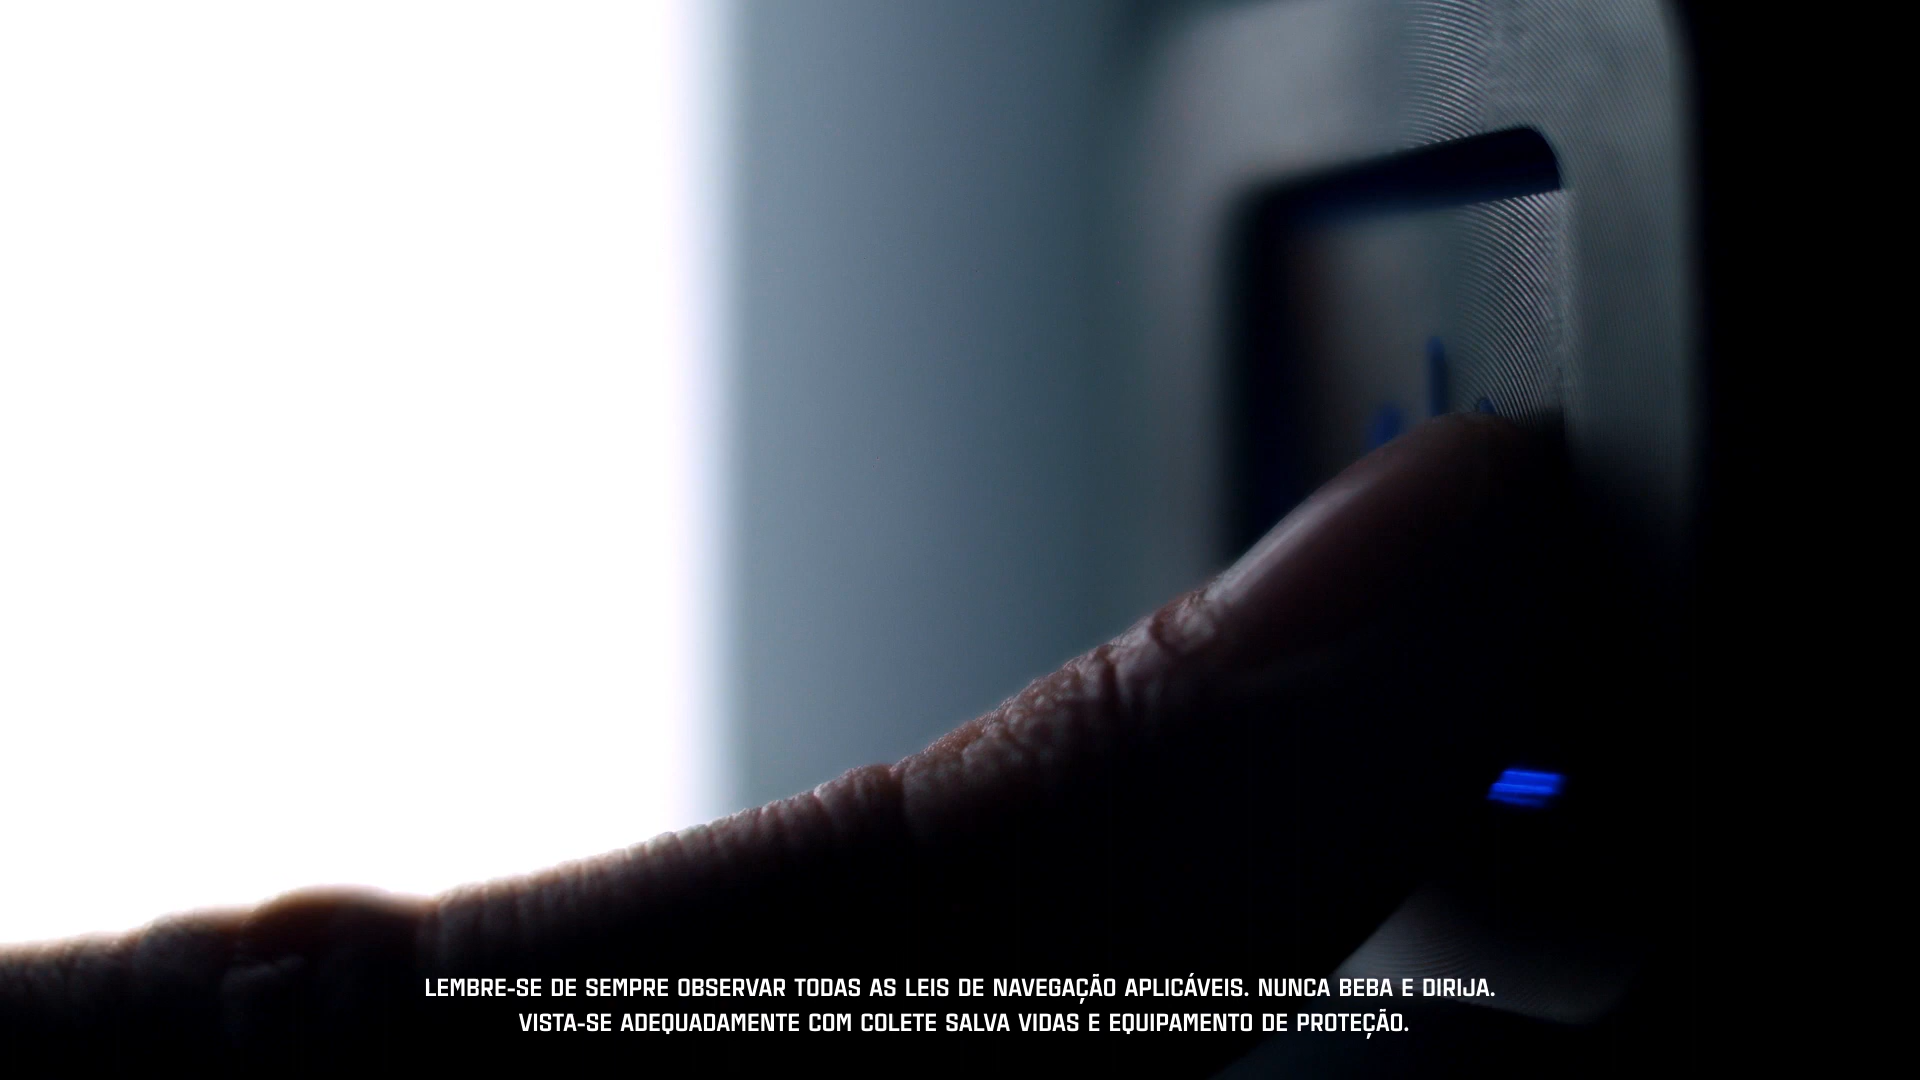 LEMBRE-SE DE SEMPRE OBSERVAR TODAS AS LEIS DE NAVEGAÇÃO APLICÁVEIS. NUNCA BEBA E DIRIJA.
VISTA-SE ADEQUADAMENTE COM COLETE SALVA VIDAS E EQUIPAMENTO DE PROTEÇÃO.